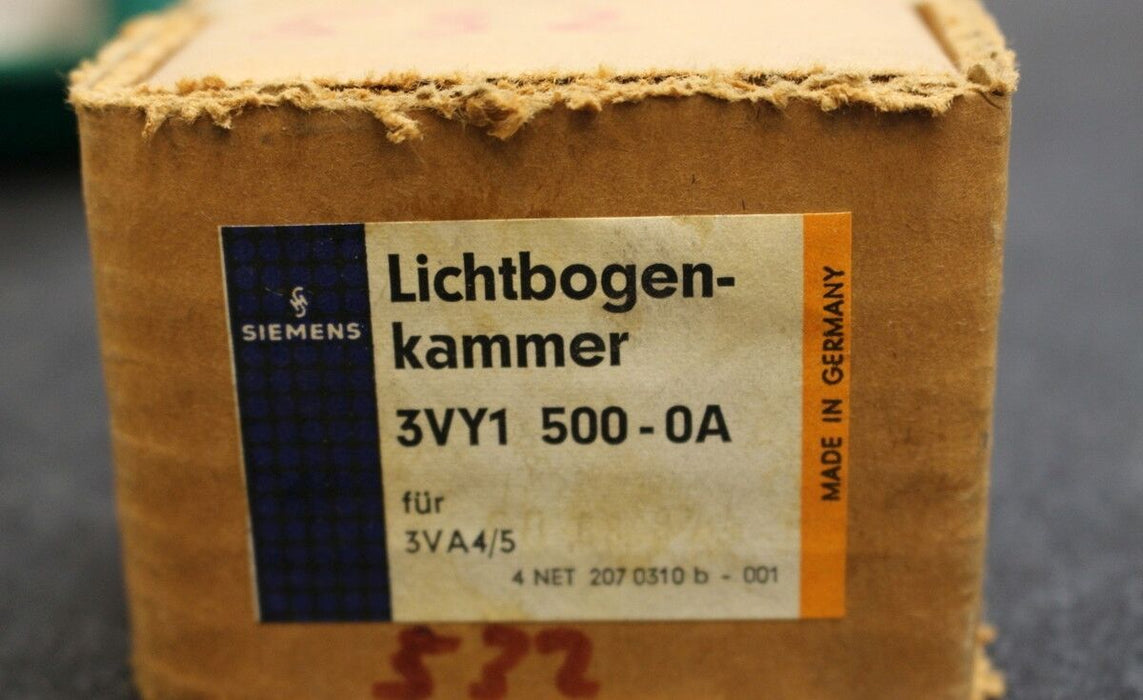 SIEMENS
Lichtbogen-
kammer
3VY1 500-0A
für
3VA4/5
4 NET 207 0310 b - 001
MADE IN GERMANY